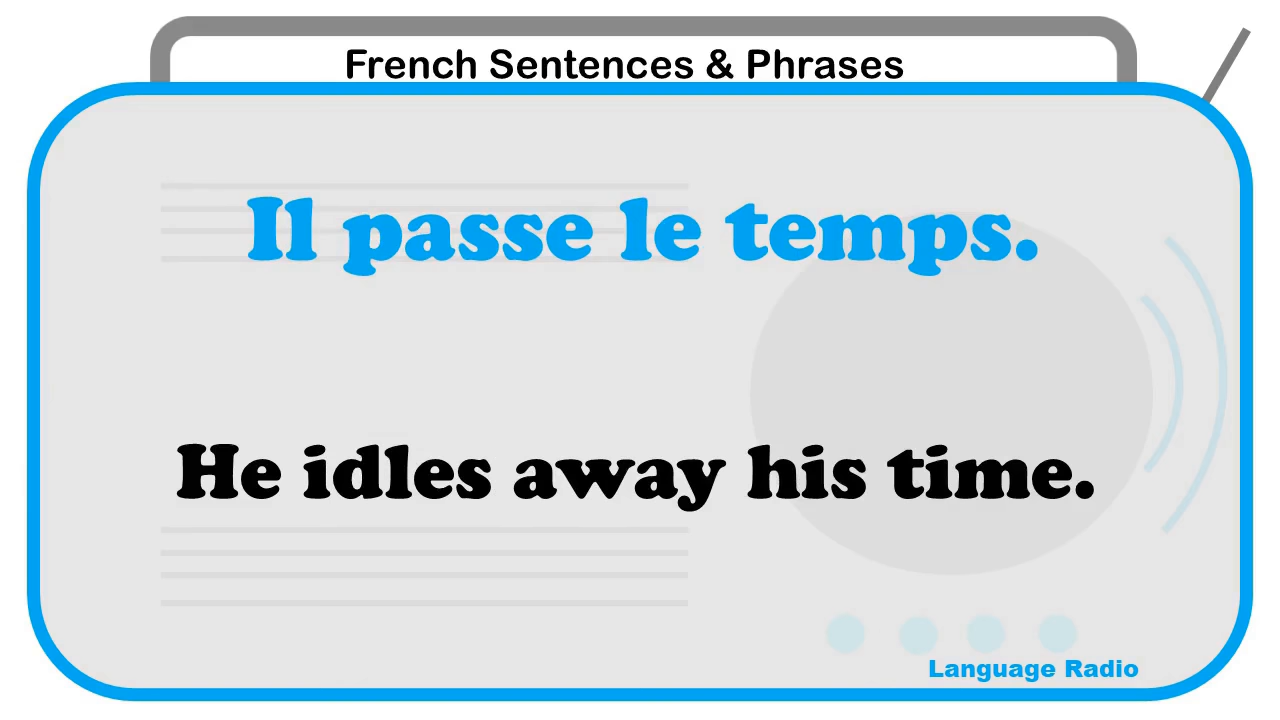 French Sentences & Phrases
Il passe le temps.
He idles away his time.
Language Radio